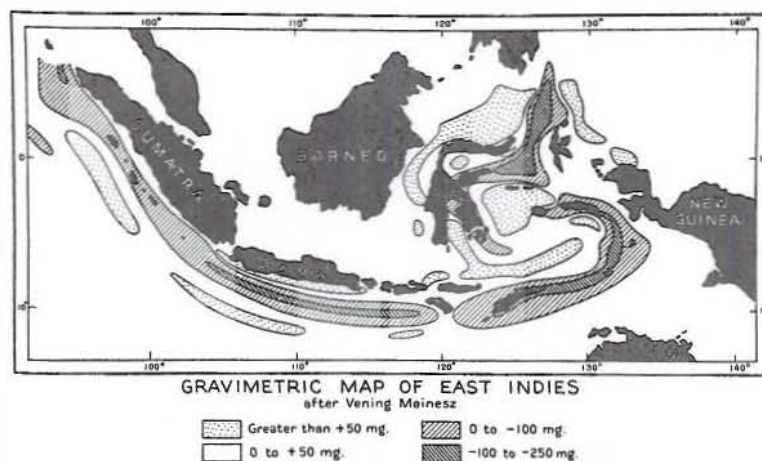 100° 110° 120° 130° 140°
SUMATRA
BORNEO
NEW
GUINEA
0
100° 110° 120° 130° 140°
GRAVIMETRIC MAP OF EAST INDIES
after Vening Meinesz
Greater than +50 mg.
0 to -100 mg.
0 to +50 mg.
-100 to -250 mg.